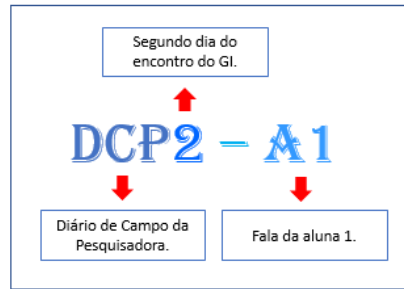 Segundo dia do
encontro do GI.
DCP2 – A1
Diário de Campo da
Pesquisadora.
Fala da aluna 1.